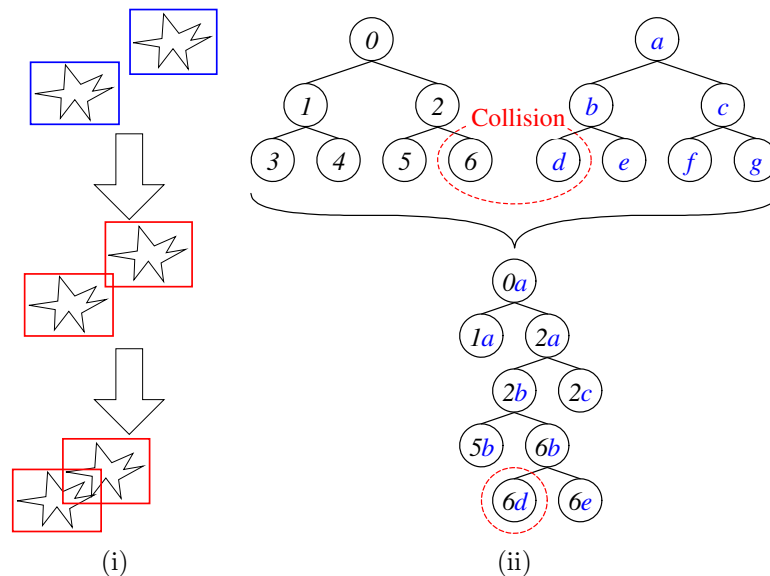 0 a
1 2 b c
Collision
3 4 5 6 d e f g
0a
1a 2a
2b 2c
5b 6b
6d 6e
(i) (ii)